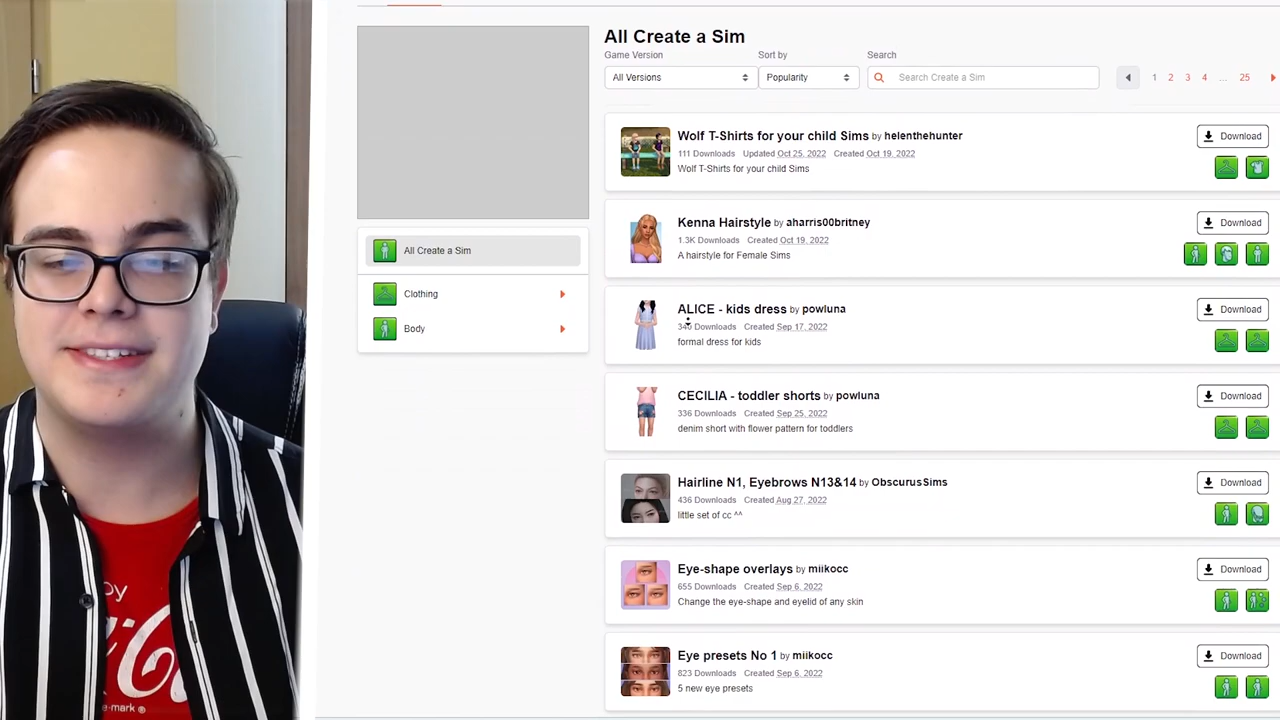 All Create a Sim
Game Version
Sort by
Search
All Versions
Popularity
Search Create a Sim
1 2 3 4 ... 25
All Create a Sim
Clothing
Body
Wolf T-Shirts for your child Sims by helenthehunter
Download
111 Downloads Updated Oct 25, 2022 Created Oct 19, 2022
Wolf T-Shirts for your child Sims
Kenna Hairstyle by aharris00britney
Download
1.3K Downloads Created Oct 19, 2022
A hairstyle for Female Sims
ALICE - kids dress by powluna
Download
Downloads Created Sep 17, 2022
formal dress for kids
CECILIA - toddler shorts by powluna
Download
336 Downloads Created Sep 25, 2022
denim short with flower pattern for toddlers
Hairline N1, Eyebrows N13&14 by ObscurusSims
Download
436 Downloads Created Aug 27, 2022
little set of cc ^^
Eye-shape overlays by miikocc
Download
655 Downloads Created Sep 6, 2022
Change the eye-shape and eyelid of any skin
Eye presets No 1 by miikocc
Download
823 Downloads Created Sep 6, 2022
5 new eye presets